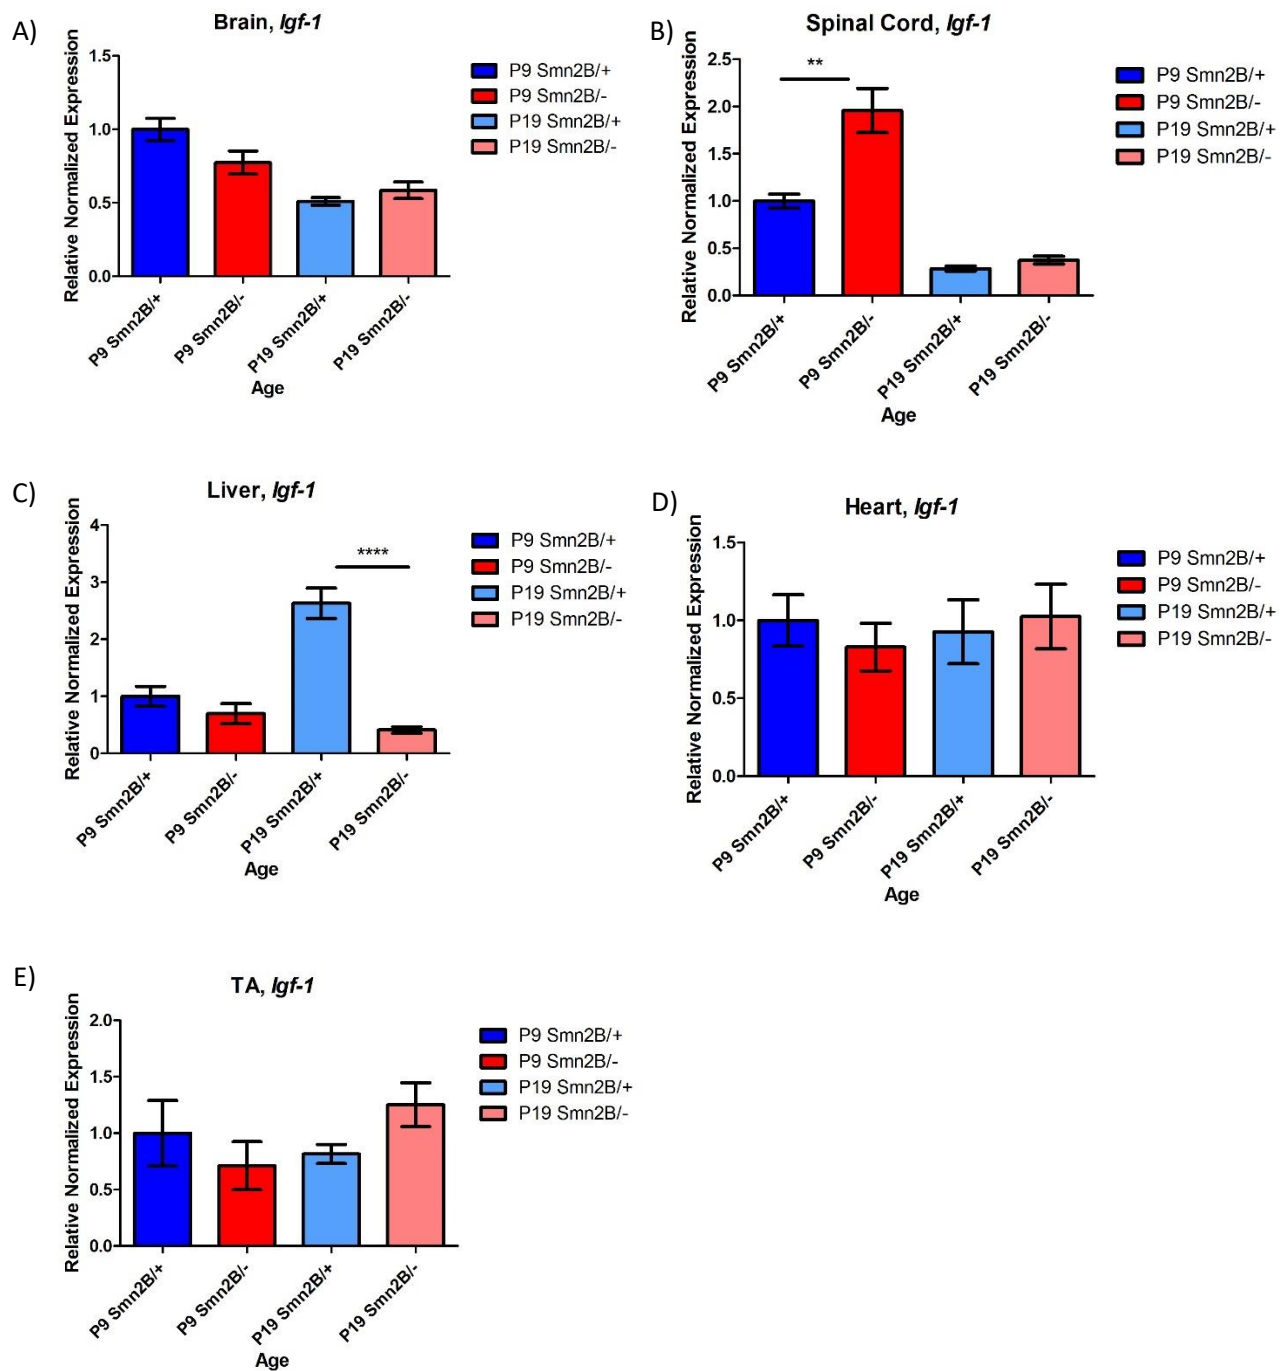 A)
Brain, Igf-1
Relative Normalized Expression
1.5
1.0
0.5
0.0
P9 Smn2B/+
P9 Smn2B/-
P19 Smn2B/+
P19 Smn2B/-
Age
P9 Smn2B/+
P9 Smn2B/-
P19 Smn2B/+
P19 Smn2B/-
B)
Spinal Cord, Igf-1
Relative Normalized Expression
2.5
2.0
1.5
1.0
0.5
0.0
**
P9 Smn2B/+
P9 Smn2B/-
P19 Smn2B/+
P19 Smn2B/-
Age
P9 Smn2B/+
P9 Smn2B/-
P19 Smn2B/+
P19 Smn2B/-
C)
Liver, Igf-1
Relative Normalized Expression
4
3
2
1
0
****
P9 Smn2B/+
P9 Smn2B/-
P19 Smn2B/+
P19 Smn2B/-
Age
P9 Smn2B/+
P9 Smn2B/-
P19 Smn2B/+
P19 Smn2B/-
D)
Heart, Igf-1
Relative Normalized Expression
1.5
1.0
0.5
0.0
P9 Smn2B/+
P9 Smn2B/-
P19 Smn2B/+
P19 Smn2B/-
Age
P9 Smn2B/+
P9 Smn2B/-
P19 Smn2B/+
P19 Smn2B/-
E)
TA, Igf-1
Relative Normalized Expression
2.0
1.5
1.0
0.5
0.0
P9 Smn2B/+
P9 Smn2B/-
P19 Smn2B/+
P19 Smn2B/-
Age
P9 Smn2B/+
P9 Smn2B/-
P19 Smn2B/+
P19 Smn2B/-